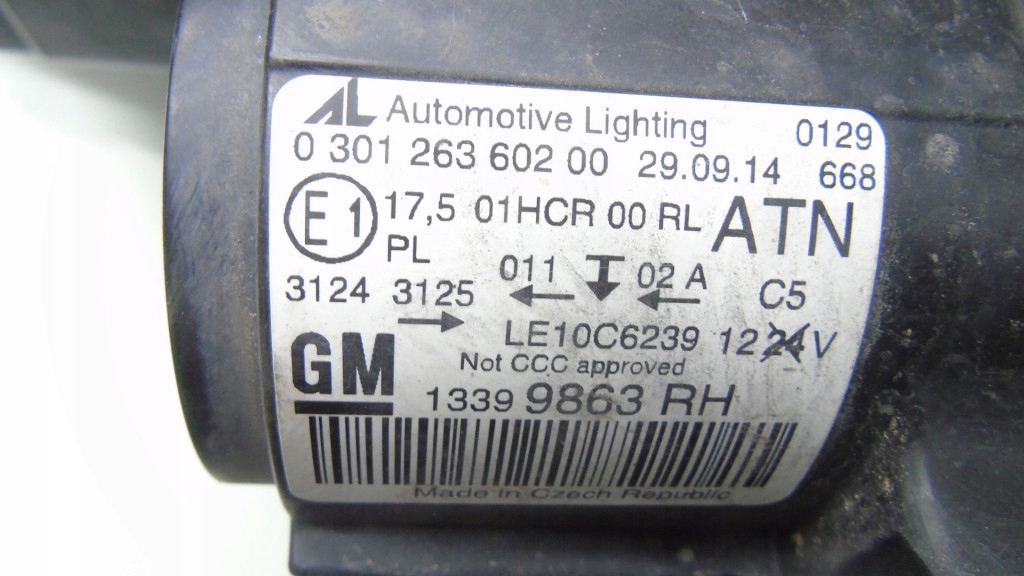 AL Automotive Lighting 0129
0 301 263 602 00 29.09.14 668
E1 17,5 01HCR 00 RL ATN
PL
3124 3125 011 02 A C5
LE10C6239 12 24 V
Not CCC approved
GM 1339 9863 RH
Made in Czech Republic